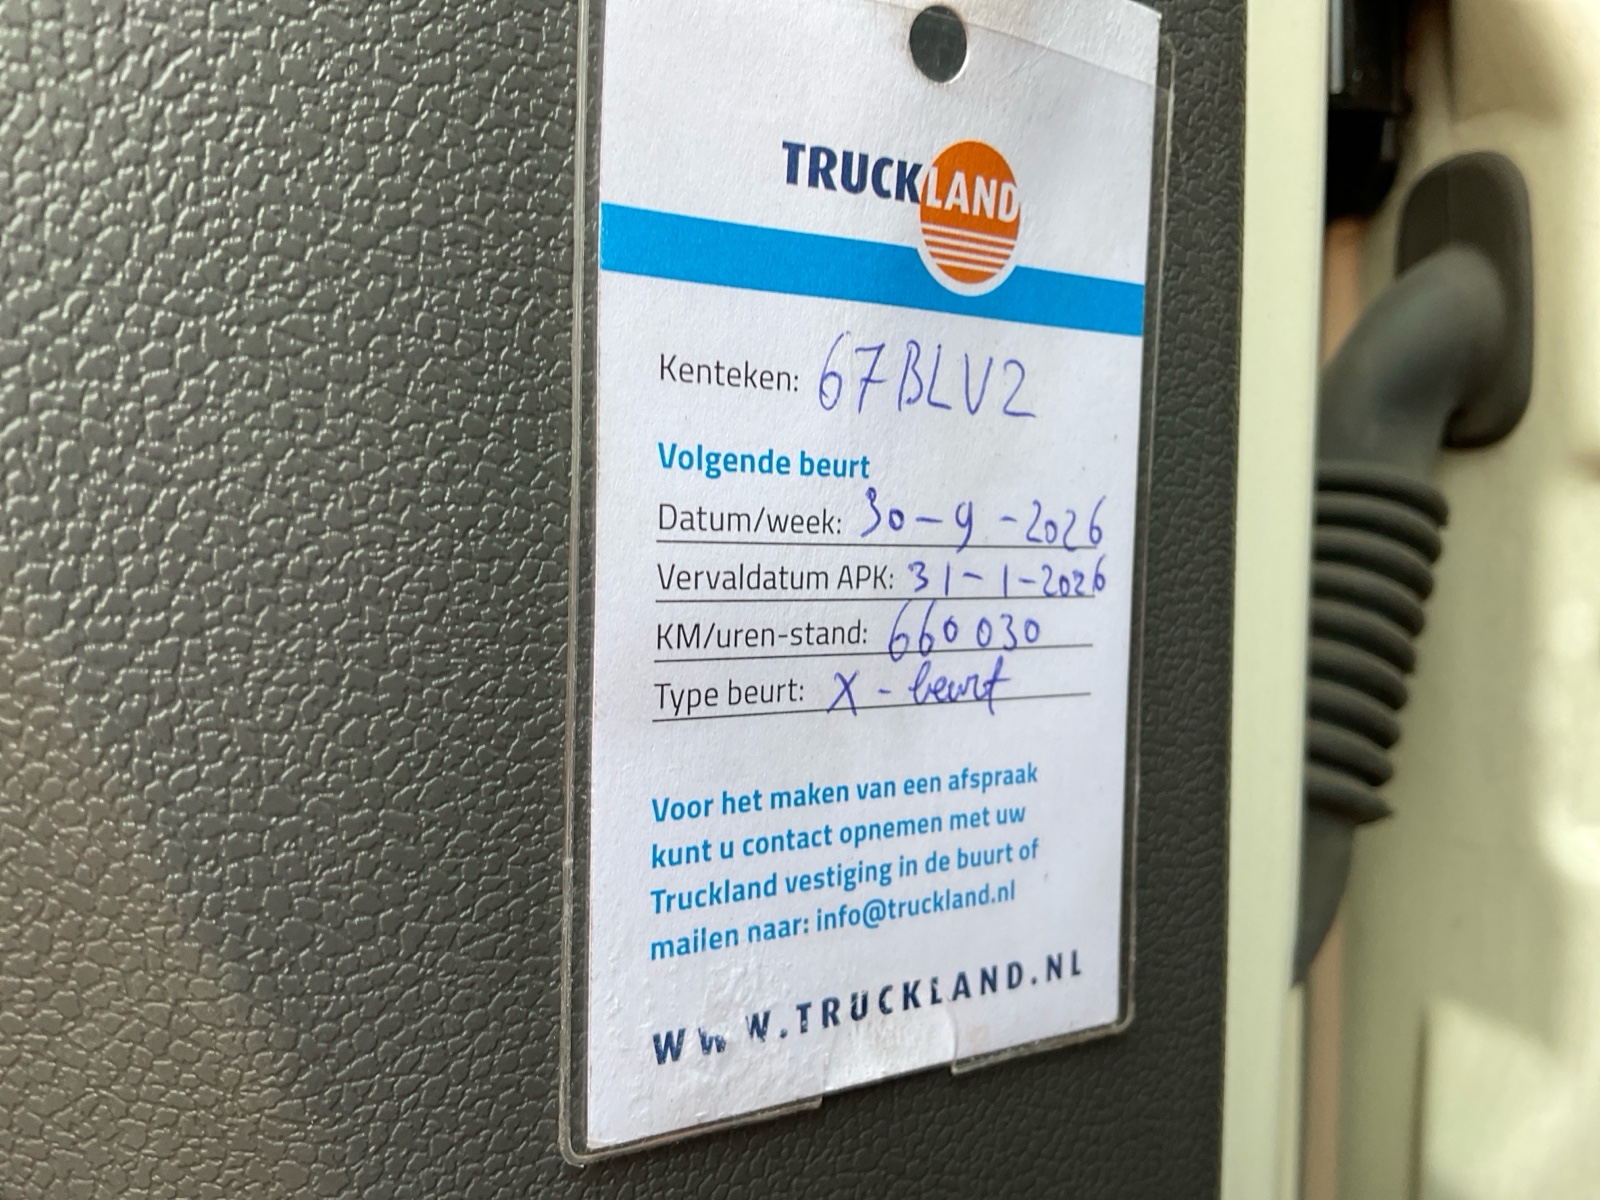 TRUCKLAND
Kenteken: 67BLV2
Volgende beurt
Datum/week: 30-9-2026
Vervaldatum APK: 31-1-2026
KM/uren-stand: 660 030
Type beurt: X-beurt
Voor het maken van een afspraak
kunt u contact opnemen met uw
Truckland vestiging in de buurt of
mailen naar: info@truckland.nl
WWW.TRUCKLAND.NL